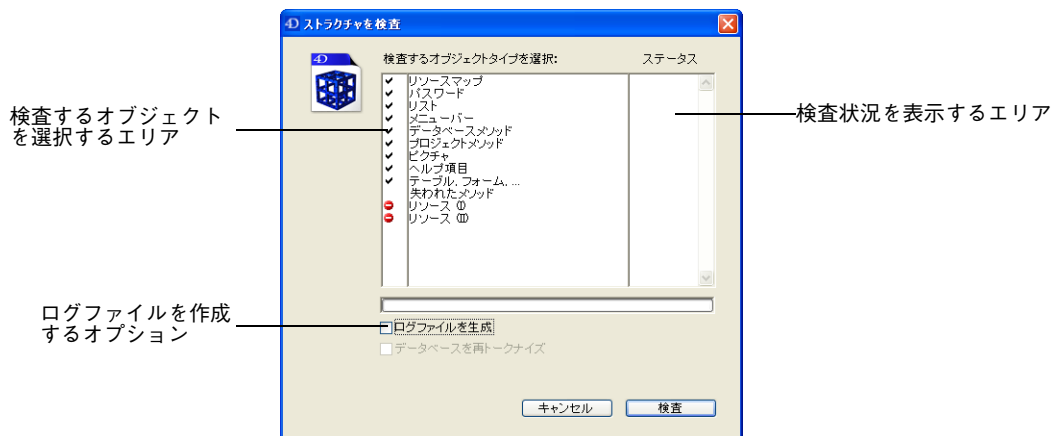 4D ストラクチャを検査
4D
検査するオブジェクトタイプを選択:
ステータス
リソースマップ
パスワード
リスト
メニューバー
データベースメソッド
プロジェクトメソッド
ピクチャ
ヘルプ項目
テーブル, フォーム, ...
失われたメソッド
リソース (I)
リソース (II)
検査するオブジェクト
を選択するエリア
検査状況を表示するエリア
ログファイルを作成
するオプション
ログファイルを生成
データベースを再トークナイズ
キャンセル
検査